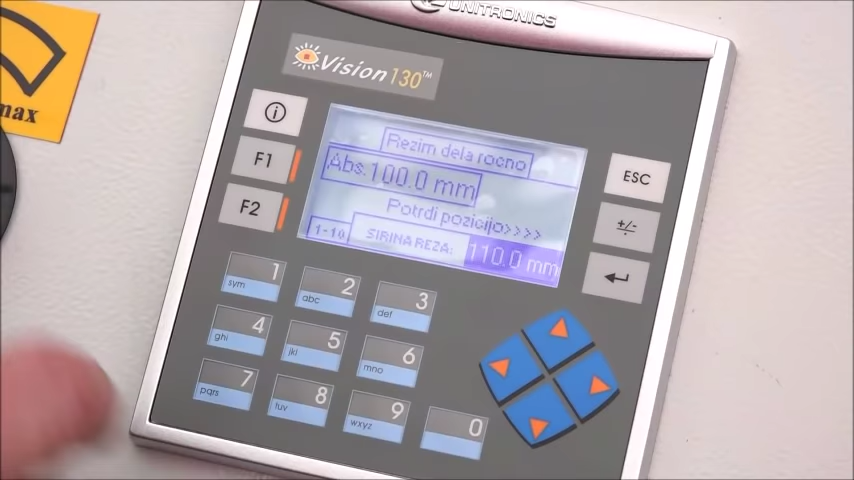 UNITRONICS
Vision130™
max
i
F1
F2
ESC
+/-
Rezim dela rocno
Abs.100.0 mm
Potrdi pozicijo>>>>
1-10 SIRINA REZA: 110.0 mm
1 sym
2 abc
3 def
4 ghi
5 jkl
6 mno
7 pqrs
8 tuv
9 wxyz
0